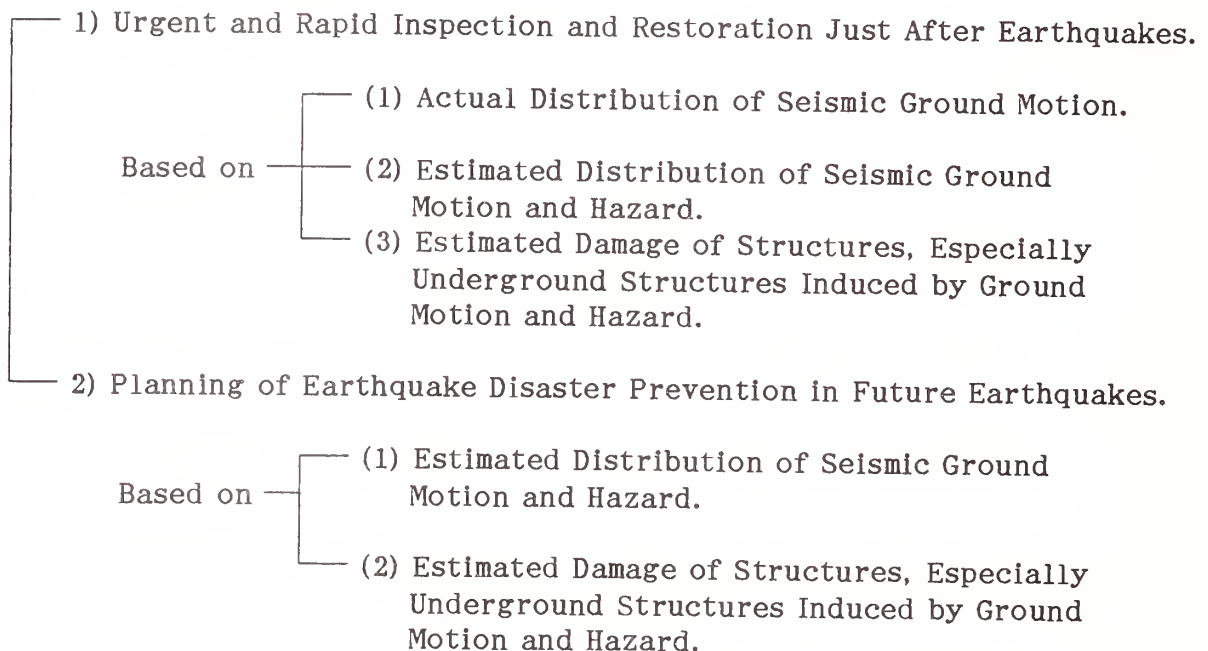 1) Urgent and Rapid Inspection and Restoration Just After Earthquakes.
(1) Actual Distribution of Seismic Ground Motion.
Based on
(2) Estimated Distribution of Seismic Ground
Motion and Hazard.
(3) Estimated Damage of Structures, Especially
Underground Structures Induced by Ground
Motion and Hazard.
2) Planning of Earthquake Disaster Prevention in Future Earthquakes.
(1) Estimated Distribution of Seismic Ground
Based on
Motion and Hazard.
(2) Estimated Damage of Structures, Especially
Underground Structures Induced by Ground
Motion and Hazard.